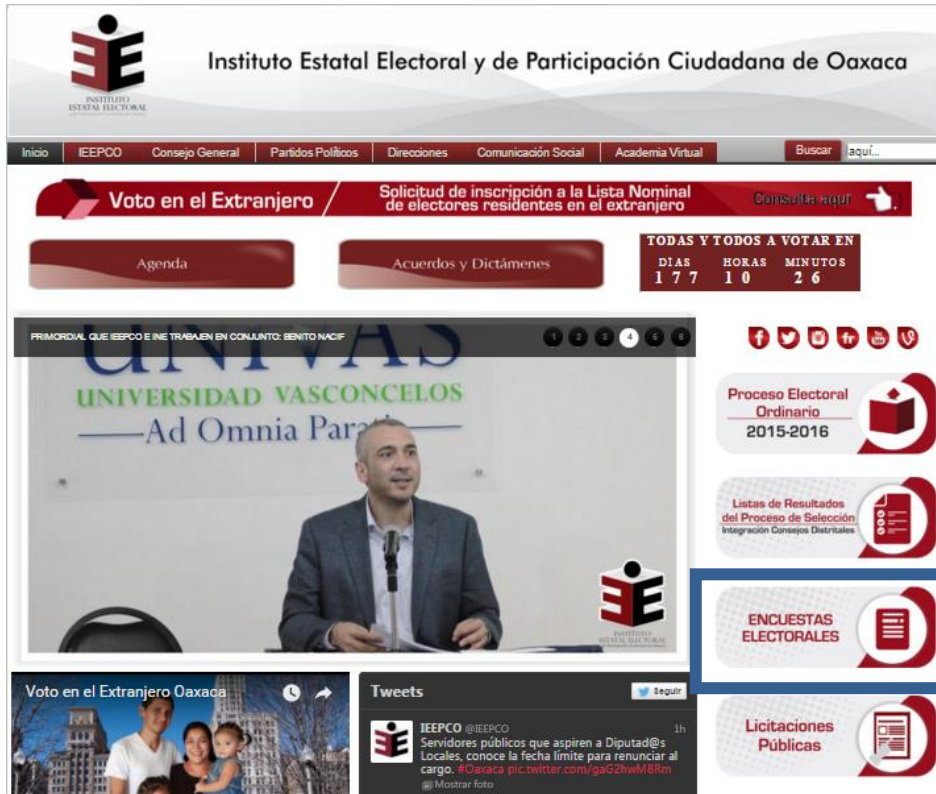 INSTITUTO
ESTATAL ELECTORAL
Instituto Estatal Electoral y de Participación Ciudadana de Oaxaca
Inicio IEEPCO Consejo General Partidos Políticos Direcciones Comunicación Social Academia Virtual Buscar aquí...
Voto en el Extranjero
Solicitud de inscripción a la Lista Nominal
de electores residentes en el extranjero
Consulta aquí
Agenda
Acuerdos y Dictámenes
TODAS Y TODOS A VOTAR EN
DIAS HORAS MINUTOS
177 10 26
PRIMORDIAL QUE IEEPCO E INE TRABAJEN EN CONJUNTO: BENITO NACIF
1 2 3 4 5 6
UNIVAS
UNIVERSIDAD VASCONCELOS
Ad Omnia
INSTITUTO
ESTATAL ELECTORAL
Proceso Electoral
Ordinario
2015-2016
Listas de Resultados
del Proceso de Selección
Integración Consejos Distritales
ENCUESTAS
ELECTORALES
Licitaciones
Públicas
Voto en el Extranjero Oaxaca
Tweets
Seguir
IEEPCO @IEEPCO 1h
Servidores públicos que aspiren a Diputad@s
Locales, conoce la fecha límite para renunciar al
cargo. #Oaxaca pic.twitter.com/gaG2hwM8Rm
Mostrar foto